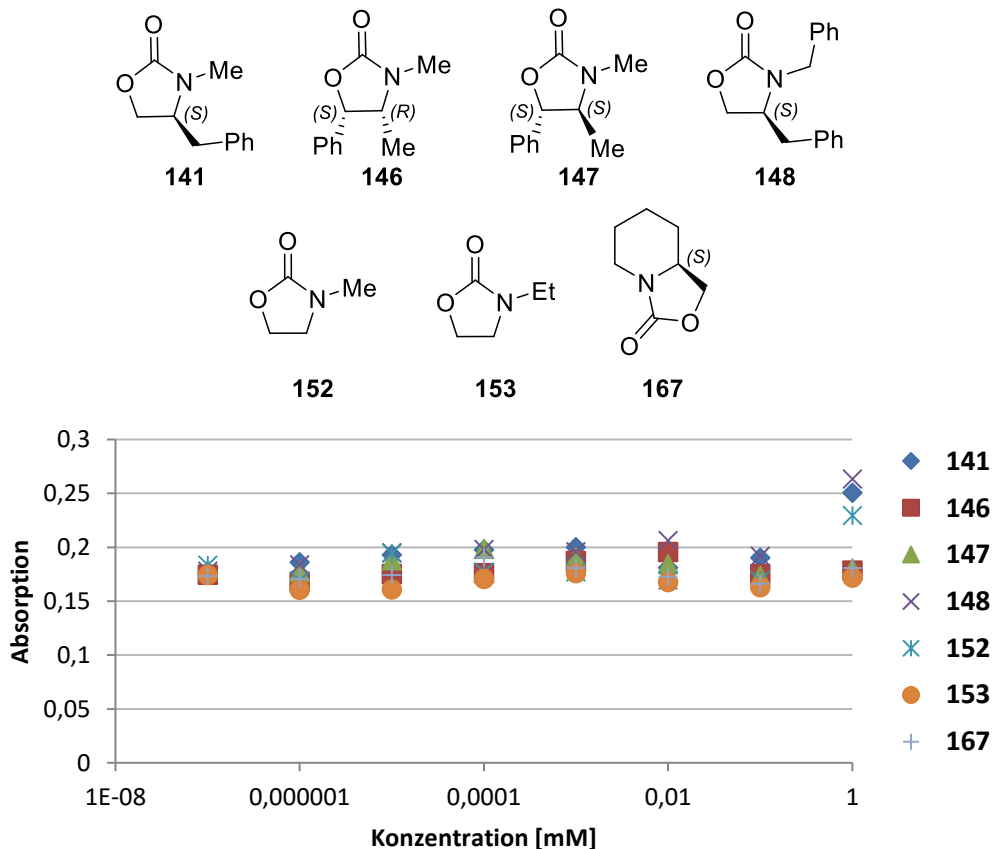 O
O
N
Me
(S)
Ph
141
O
O
N
Me
(S)
(R)
Ph
Me
146
O
O
N
Me
(S)
(S)
Ph
Me
147
O
Ph
O
N
(S)
Ph
148
O
O
N
Me
152
O
O
N
Et
153
(S)
N
O
O
167
0,3
0,25
0,2
0,15
0,1
0,05
0
Absorption
1E-08
0,000001
0,0001
0,01
1
Konzentration [mM]
141
146
147
148
152
153
167